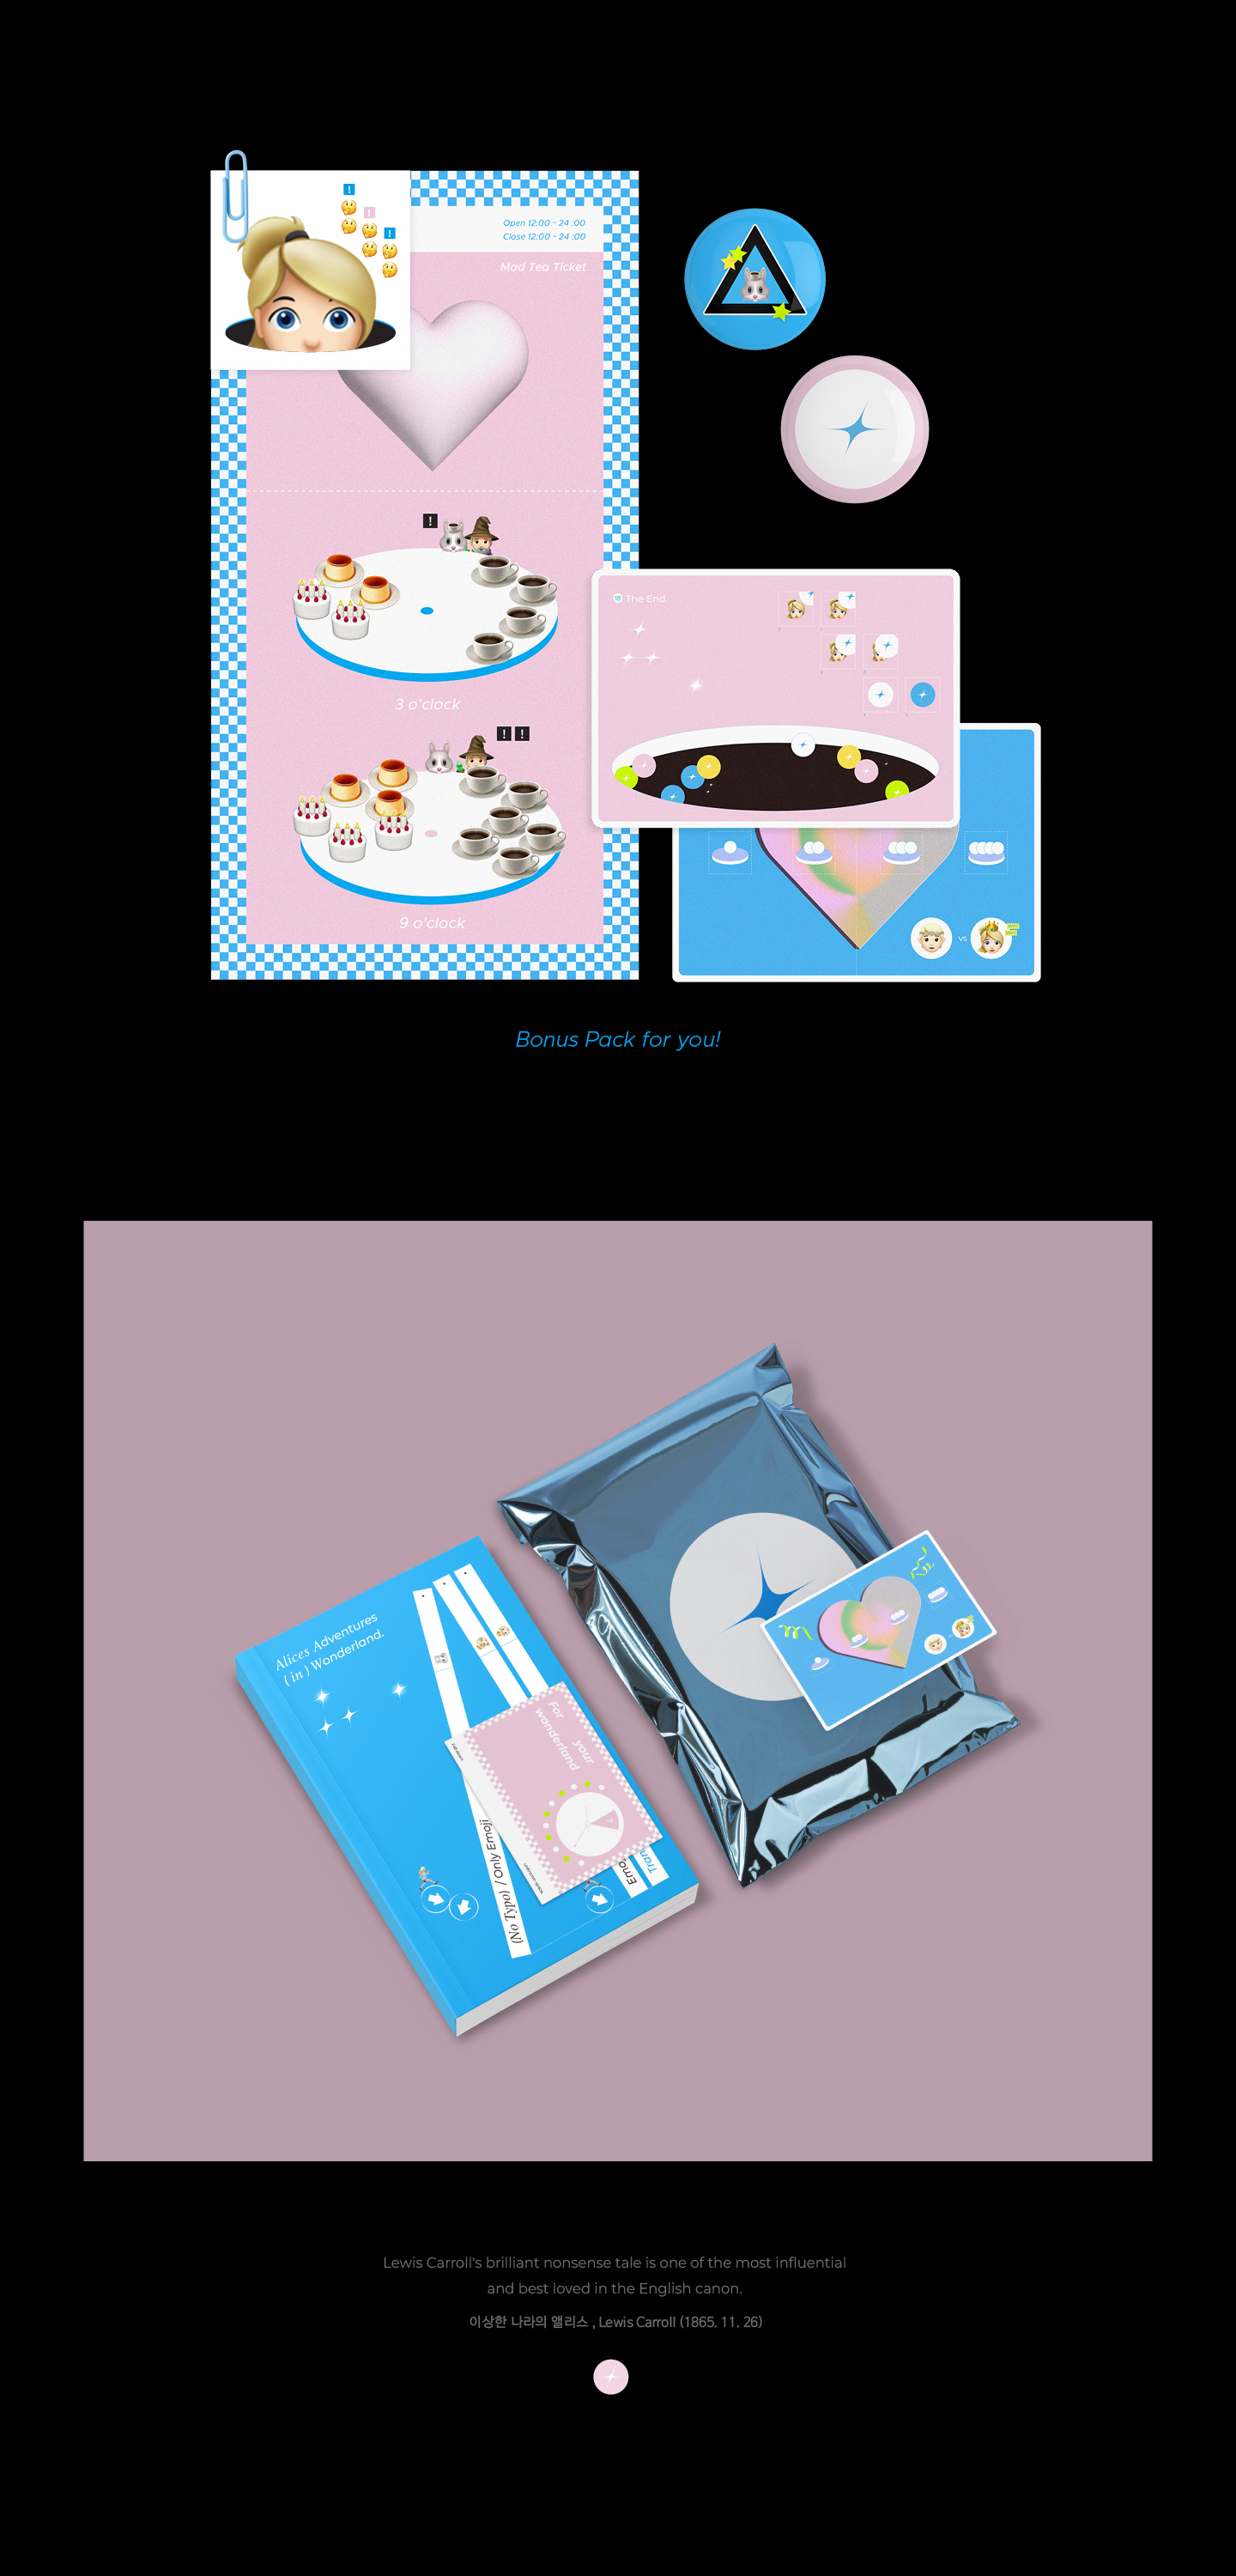 Open 12:00 - 24 :00
Close 12:00 - 24 :00
Mad Tea Ticket
!
!
!
!
3 o'clock
! !
9 o'clock
The End.
VS
Bonus Pack for you!
Alices Adventures
( in ) Wonderland.
For your
wonderland
(No Typo) / Only Emoji
Emo
Tran
Lewis Carroll's brilliant nonsense tale is one of the most influential
and best loved in the English canon.
이상한 나라의 앨리스 , Lewis Carroll (1865. 11. 26)